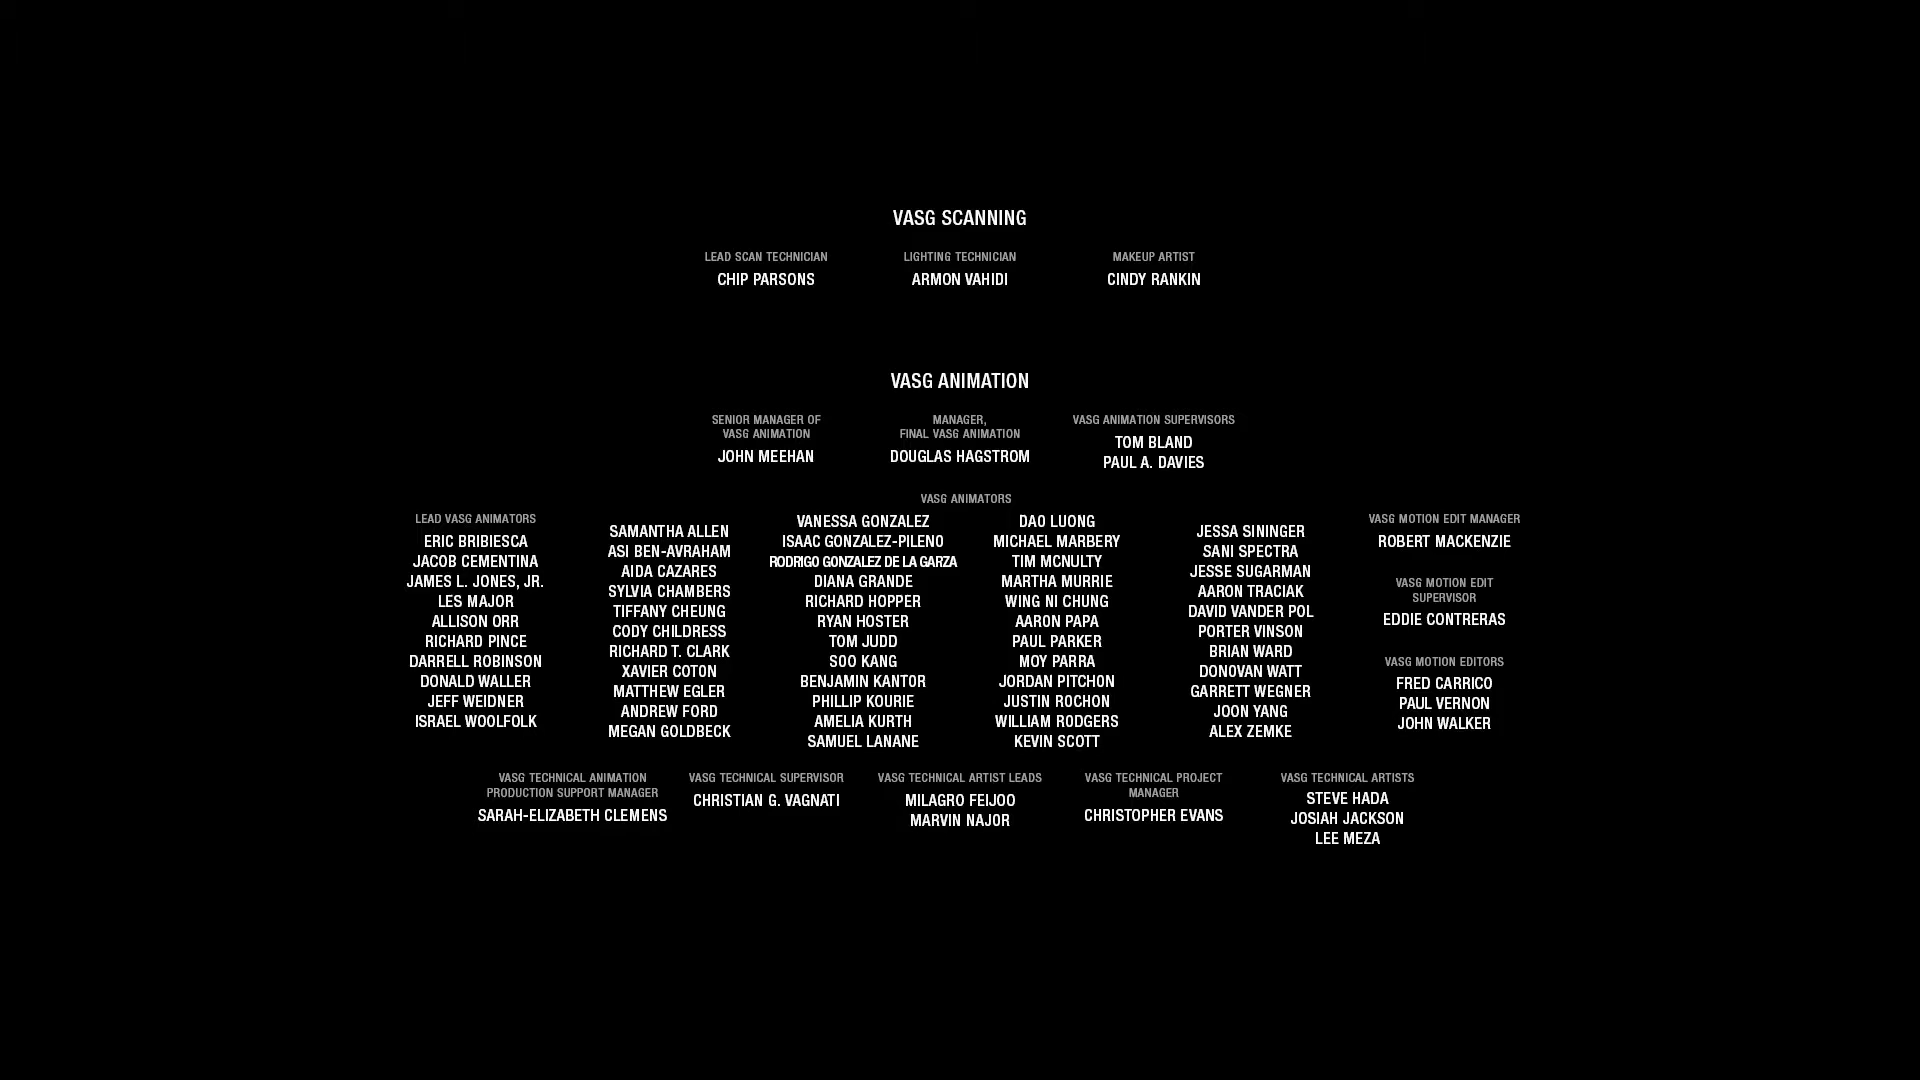 VASG SCANNING
LEAD SCAN TECHNICIAN
CHIP PARSONS
LIGHTING TECHNICIAN
ARMON VAHIDI
MAKEUP ARTIST
CINDY RANKIN
VASG ANIMATION
SENIOR MANAGER OF
VASG ANIMATION
JOHN MEEHAN
MANAGER,
FINAL VASG ANIMATION
DOUGLAS HAGSTROM
VASG ANIMATION SUPERVISORS
TOM BLAND
PAUL A. DAVIES
LEAD VASG ANIMATORS
ERIC BRIBIESCA
JACOB CEMENTINA
JAMES L. JONES, JR.
LES MAJOR
ALLISON ORR
RICHARD PINCE
DARRELL ROBINSON
DONALD WALLER
JEFF WEIDNER
ISRAEL WOOLFOLK
VASG ANIMATORS
SAMANTHA ALLEN
ASI BEN-AVRAHAM
AIDA CAZARES
SYLVIA CHAMBERS
TIFFANY CHEUNG
CODY CHILDRESS
RICHARD T. CLARK
XAVIER COTON
MATTHEW EGLER
ANDREW FORD
MEGAN GOLDBECK
VANESSA GONZALEZ
ISAAC GONZALEZ-PILENO
RODRIGO GONZALEZ DE LA GARZA
DIANA GRANDE
RICHARD HOPPER
RYAN HOSTER
TOM JUDD
SOO KANG
BENJAMIN KANTOR
PHILLIP KOURIE
AMELIA KURTH
SAMUEL LANANE
DAO LUONG
MICHAEL MARBERY
TIM MCNULTY
MARTHA MURRIE
WING NI CHUNG
AARON PAPA
PAUL PARKER
MOY PARRA
JORDAN PITCHON
JUSTIN ROCHON
WILLIAM RODGERS
KEVIN SCOTT
JESSA SININGER
SANI SPECTRA
JESSE SUGARMAN
AARON TRACIAK
DAVID VANDER POL
PORTER VINSON
BRIAN WARD
DONOVAN WATT
GARRETT WEGNER
JOON YANG
ALEX ZEMKE
VASG MOTION EDIT MANAGER
ROBERT MACKENZIE
VASG MOTION EDIT
SUPERVISOR
EDDIE CONTRERAS
VASG MOTION EDITORS
FRED CARRICO
PAUL VERNON
JOHN WALKER
VASG TECHNICAL ANIMATION
PRODUCTION SUPPORT MANAGER
SARAH-ELIZABETH CLEMENS
VASG TECHNICAL SUPERVISOR
CHRISTIAN G. VAGNATI
VASG TECHNICAL ARTIST LEADS
MILAGRO FEIJOO
MARVIN NAJOR
VASG TECHNICAL PROJECT
MANAGER
CHRISTOPHER EVANS
VASG TECHNICAL ARTISTS
STEVE HADA
JOSIAH JACKSON
LEE MEZA